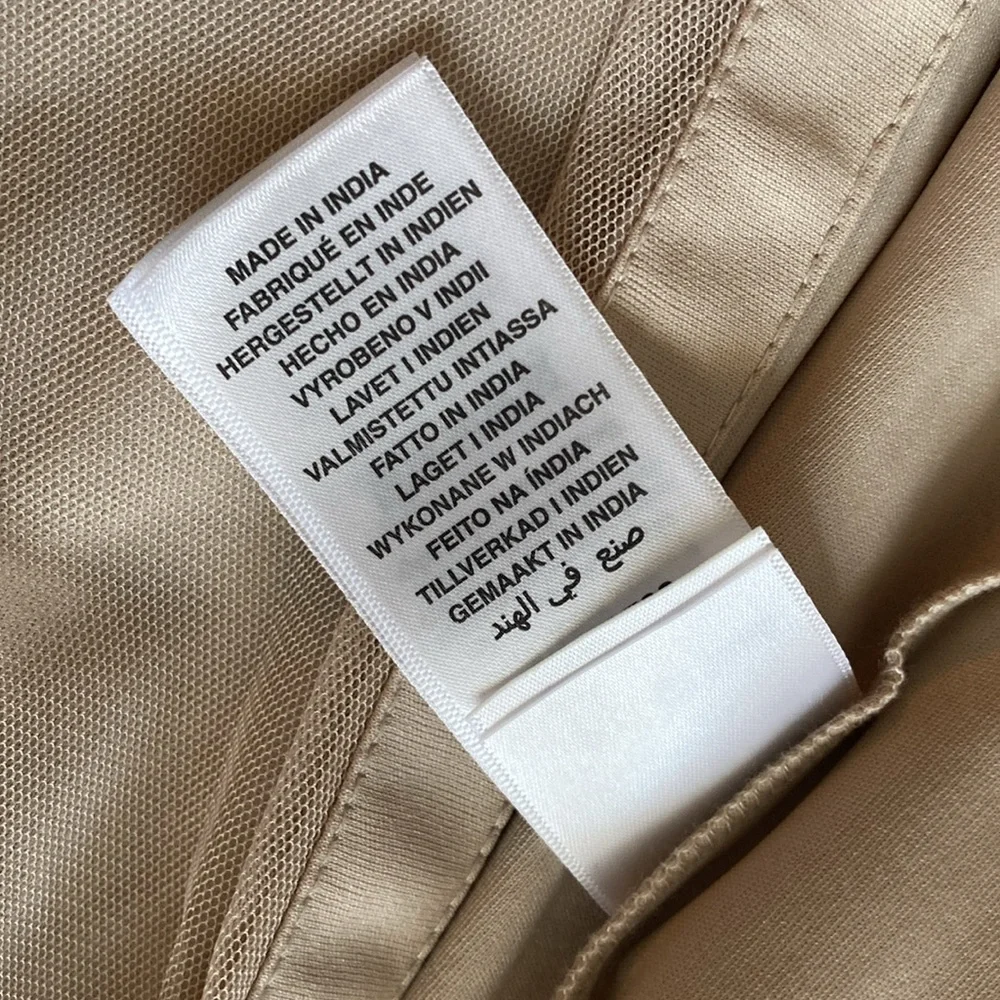 MADE IN INDIA
FABRIQUÉ EN INDE
HERGESTELLT IN INDIEN
HECHO EN INDIA
VYROBENO V INDII
LAVET I INDIEN
VALMISTETTU INTIASSA
FATTO IN INDIA
LAGET I INDIA
WYKONANE W INDIACH
FEITO NA ÍNDIA
TILLVERKAD I INDIEN
GEMAAKT IN INDIA
صنع في الهند